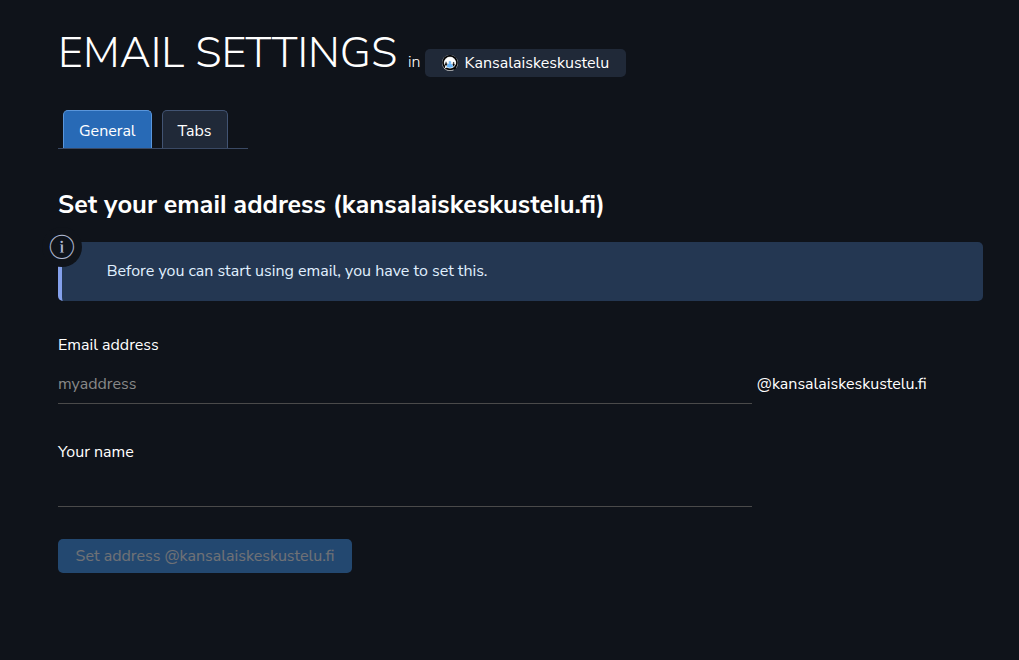 EMAIL SETTINGS in Kansalaiskeskustelu
General Tabs
Set your email address (kansalaiskeskustelu.fi)
i
Before you can start using email, you have to set this.
Email address
myaddress @kansalaiskeskustelu.fi
Your name
Set address @kansalaiskeskustelu.fi